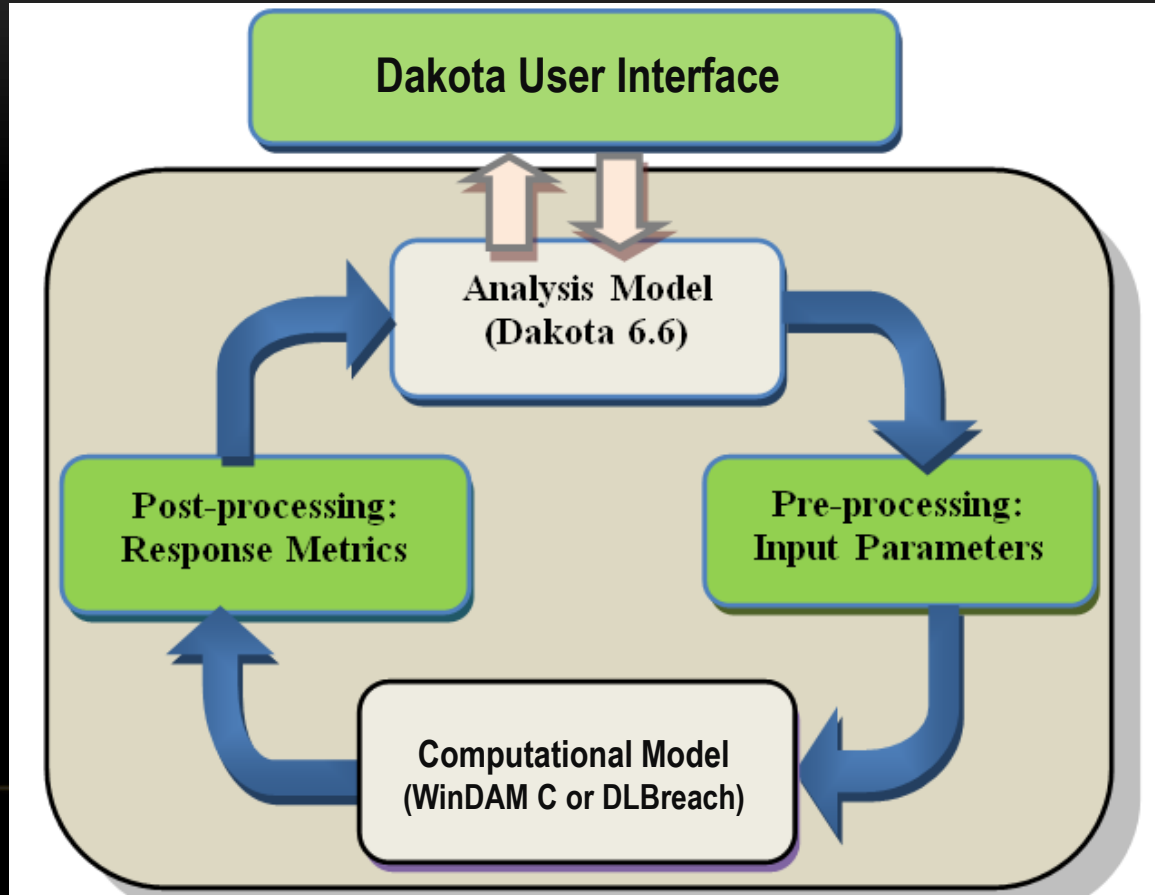 Dakota User Interface
Analysis Model
(Dakota 6.6)
Post-processing:
Response Metrics
Pre-processing:
Input Parameters
Computational Model
(WinDAM C or DLBreach)